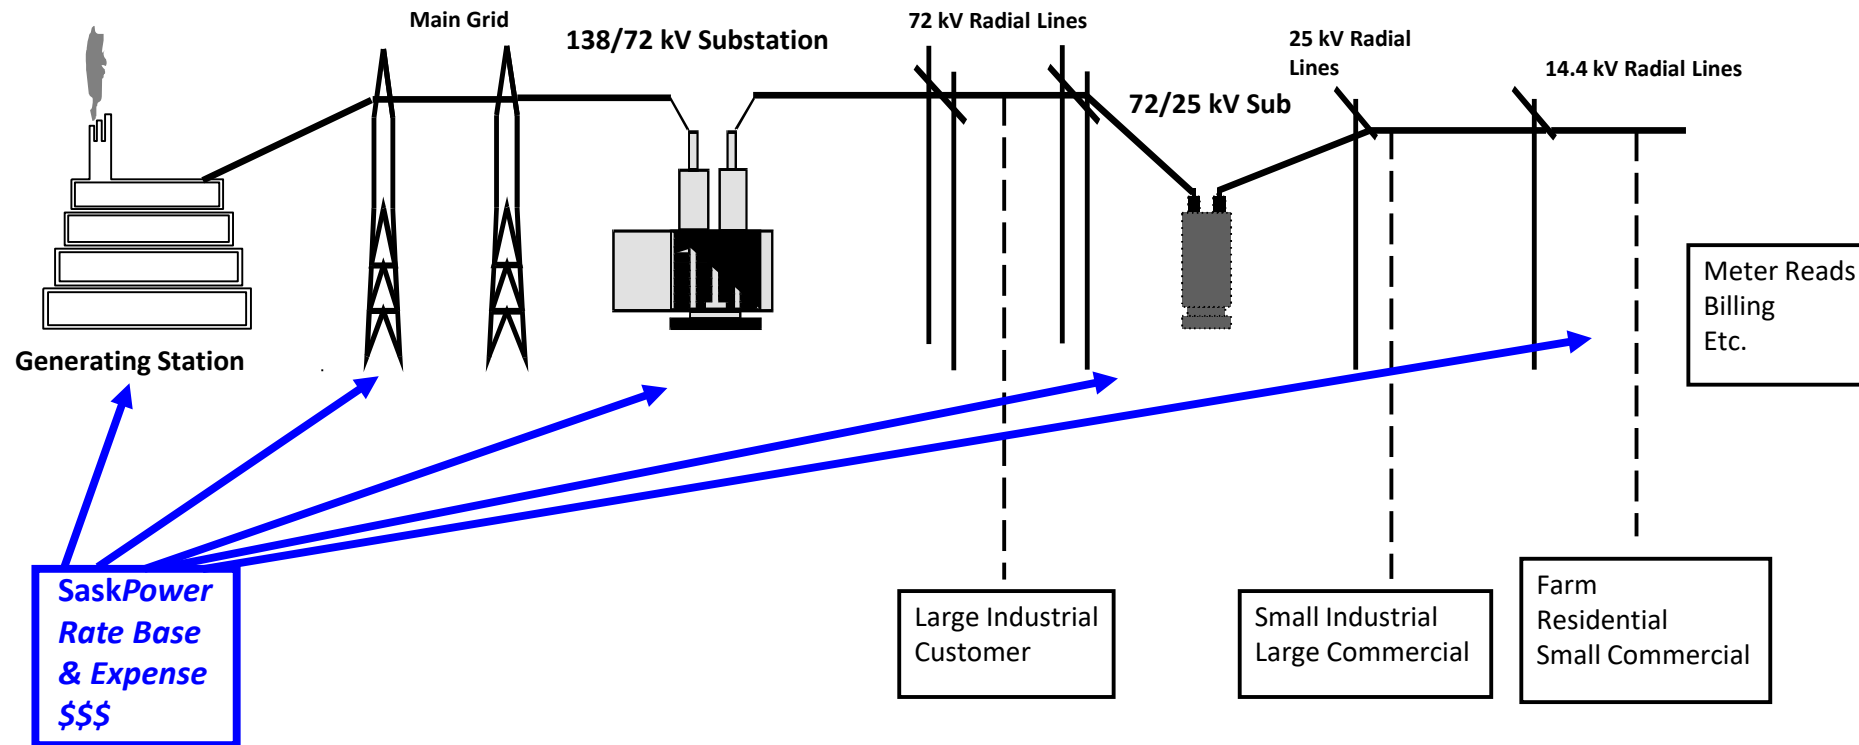 Main Grid
138/72 kV Substation
72 kV Radial Lines
25 kV Radial
Lines
14.4 kV Radial Lines
72/25 kV Sub
Meter Reads
Billing
Etc.
Generating Station
SaskPower
Rate Base
& Expense
$$$
Large Industrial
Customer
Small Industrial
Large Commercial
Farm
Residential
Small Commercial